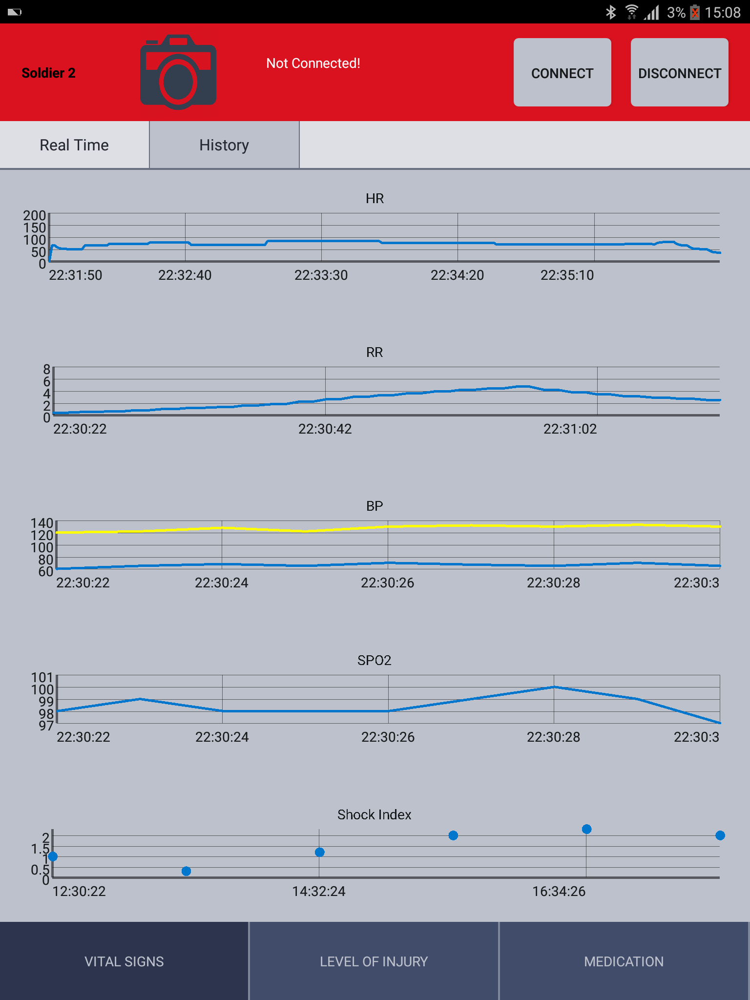 3% 15:08
Soldier 2
Not Connected!
CONNECT
DISCONNECT
Real Time
History
HR
200
150
100
50
0
22:31:50 22:32:40 22:33:30 22:34:20 22:35:10
RR
8
6
4
2
0
22:30:22 22:30:42 22:31:02
BP
140
120
100
80
60
22:30:22 22:30:24 22:30:26 22:30:28 22:30:3
SPO2
101
100
99
98
97
22:30:22 22:30:24 22:30:26 22:30:28 22:30:3
Shock Index
2
1.5
1
0.5
0
12:30:22 14:32:24 16:34:26
VITAL SIGNS
LEVEL OF INJURY
MEDICATION